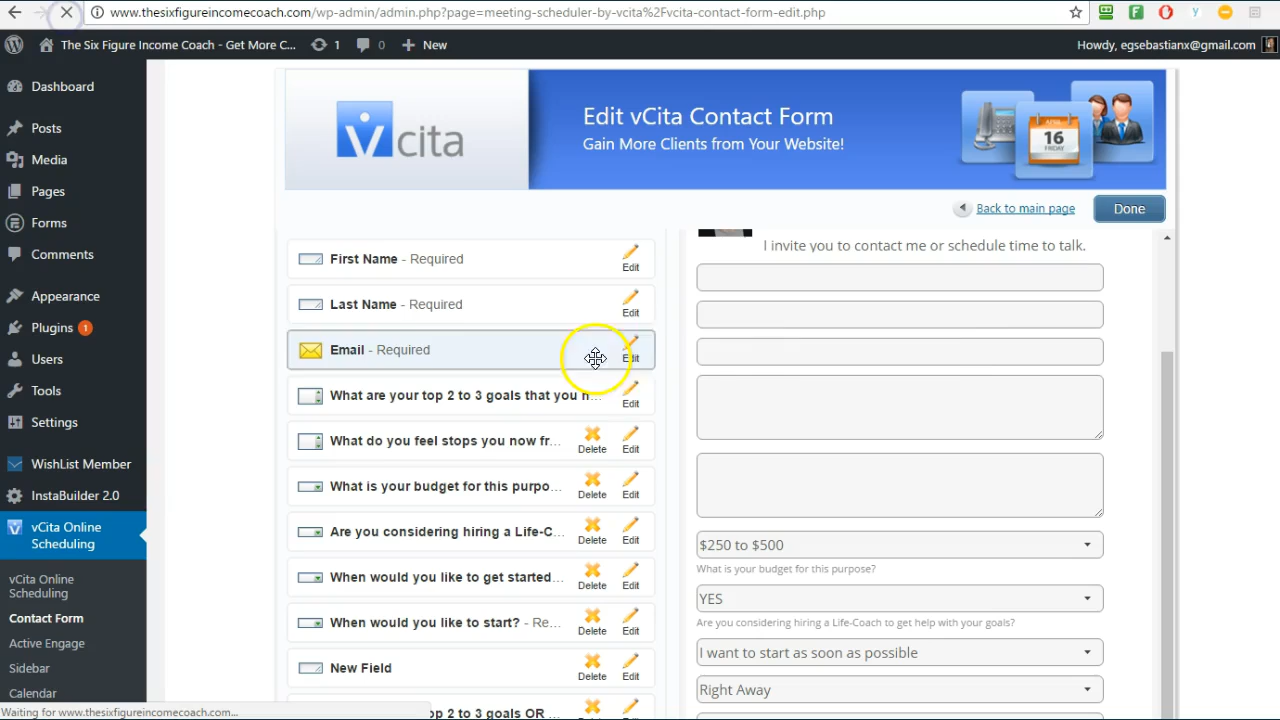 www.thesixfigureincomecoach.com/wp-admin/admin.php?page=meeting-scheduler-by-vcita%2Fvcita-contact-form-edit.php
The Six Figure Income Coach - Get More C... 1 0 New Howdy, egsebastianx@gmail.com
Dashboard
Posts
Media
Pages
Forms
Comments
Appearance
Plugins 1
Users
Tools
Settings
WishList Member
InstaBuilder 2.0
vCita Online
Scheduling
vCita Online
Scheduling
Contact Form
Active Engage
Sidebar
Calendar
Waiting for www.thesixfigureincomecoach.com...
vcita
Edit vCita Contact Form
Gain More Clients from Your Website!
APRIL
16
FRIDAY
Back to main page Done
First Name - Required Edit
Last Name - Required Edit
Email - Required Edit
What are your top 2 to 3 goals that you n... Edit
What do you feel stops you now fr... Delete Edit
What is your budget for this purpo... Delete Edit
Are you considering hiring a Life-C... Delete Edit
When would you like to get started... Delete Edit
When would you like to start? - Re... Delete Edit
New Field Delete Edit
op 2 to 3 goals OR ...
I invite you to contact me or schedule time to talk.
$250 to $500
What is your budget for this purpose?
YES
Are you considering hiring a Life-Coach to get help with your goals?
I want to start as soon as possible
Right Away